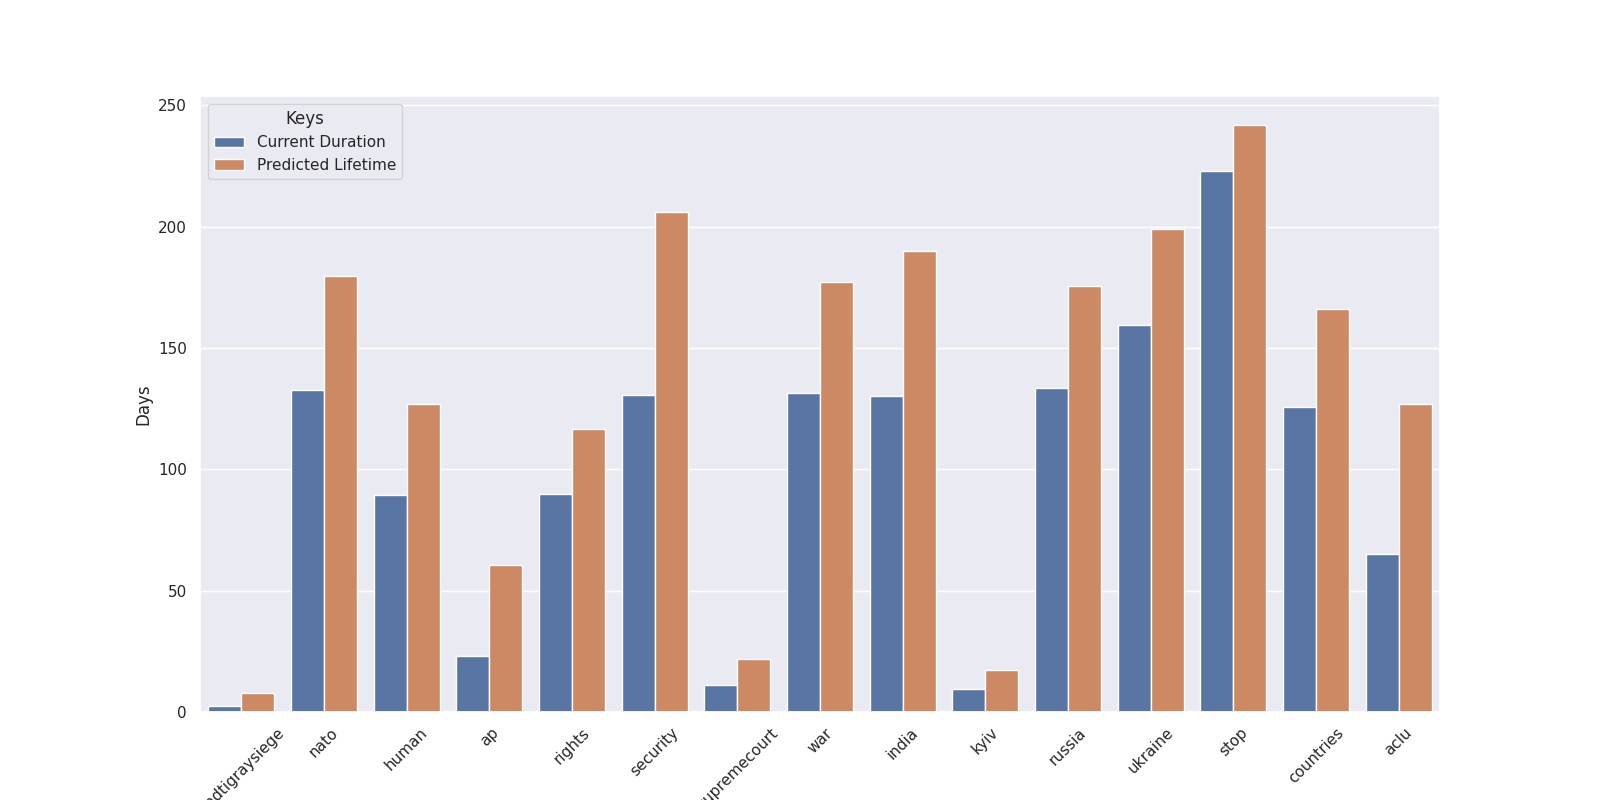 Keys
Current Duration
Predicted Lifetime
Days
250
200
150
100
50
0
nato
human
ap
rights
security
war
india
kyiv
russia
ukraine
stop
countries
aclu